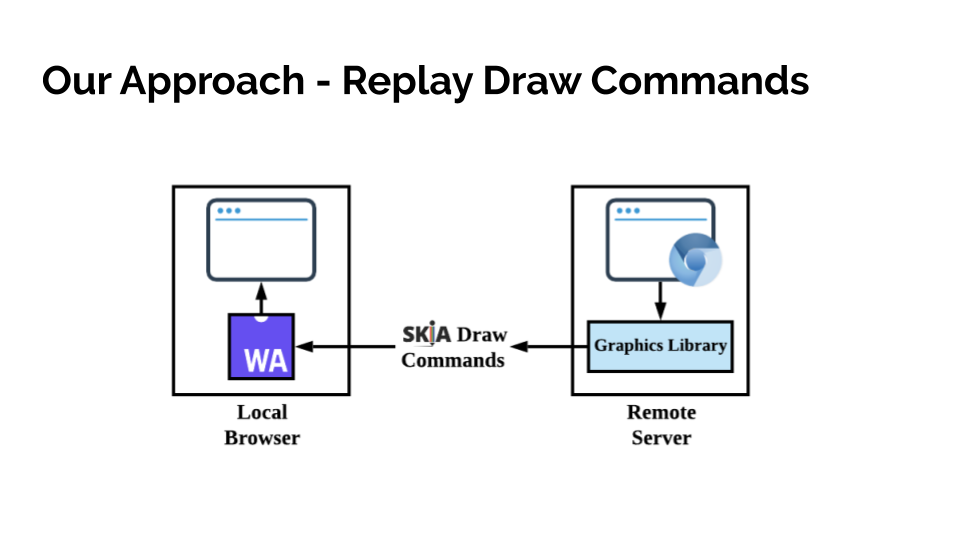 Our Approach - Replay Draw Commands
SKiA Draw
Commands
Graphics Library
WA
Local
Browser
Remote
Server